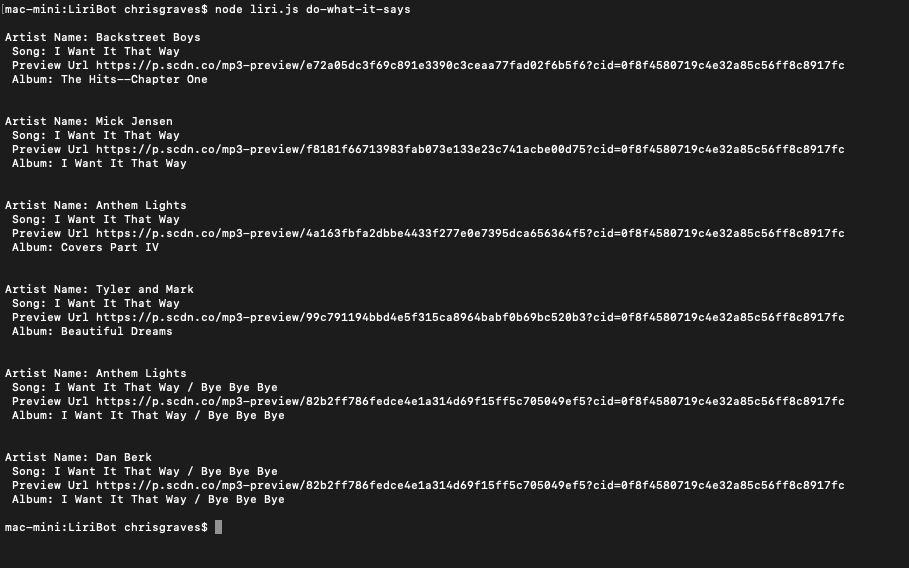 [mac-mini:LiriBot chrisgraves$ node liri.js do-what-it-says
Artist Name: Backstreet Boys
Song: I Want It That Way
Preview Url https://p.scdn.co/mp3-preview/e72a05dc3f69c891e3390c3ceaa77fad02f6b5f6?cid=0f8f4580719c4e32a85c56ff8c8917fc
Album: The Hits--Chapter One
Artist Name: Mick Jensen
Song: I Want It That Way
Preview Url https://p.scdn.co/mp3-preview/f8181f66713983fab073e133e23c741acbe00d75?cid=0f8f4580719c4e32a85c56ff8c8917fc
Album: I Want It That Way
Artist Name: Anthem Lights
Song: I Want It That Way
Preview Url https://p.scdn.co/mp3-preview/4a163fbfa2dbbe4433f277e0e7395dca656364f5?cid=0f8f4580719c4e32a85c56ff8c8917fc
Album: Covers Part IV
Artist Name: Tyler and Mark
Song: I Want It That Way
Preview Url https://p.scdn.co/mp3-preview/99c791194bbd4e5f315ca8964babf0b69bc520b3?cid=0f8f4580719c4e32a85c56ff8c8917fc
Album: Beautiful Dreams
Artist Name: Anthem Lights
Song: I Want It That Way / Bye Bye Bye
Preview Url https://p.scdn.co/mp3-preview/82b2ff786fedce4e1a314d69f15ff5c705049ef5?cid=0f8f4580719c4e32a85c56ff8c8917fc
Album: I Want It That Way / Bye Bye Bye
Artist Name: Dan Berk
Song: I Want It That Way / Bye Bye Bye
Preview Url https://p.scdn.co/mp3-preview/82b2ff786fedce4e1a314d69f15ff5c705049ef5?cid=0f8f4580719c4e32a85c56ff8c8917fc
Album: I Want It That Way / Bye Bye Bye
mac-mini:LiriBot chrisgraves$